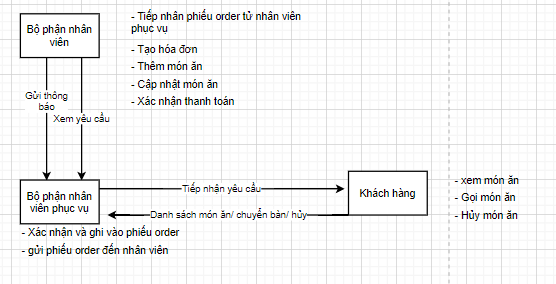 Bộ phận nhân
viên
- Tiếp nhân phiếu order tử nhân viên
phục vụ
- Tạo hóa đơn
- Thêm món ăn
- Cập nhật món ăn
- Xác nhận thanh toán
Gửi thông
báo
Xem yêu cầu
Bộ phận nhân
viên phục vụ
Tiếp nhận yêu cầu
Danh sách món ăn/ chuyển bàn/ hủy
Khách hàng
- xem món ăn
- Gọi món ăn
- Hủy món ăn
- Xác nhận và ghi vào phiếu order
- gửi phiếu order đến nhân viên